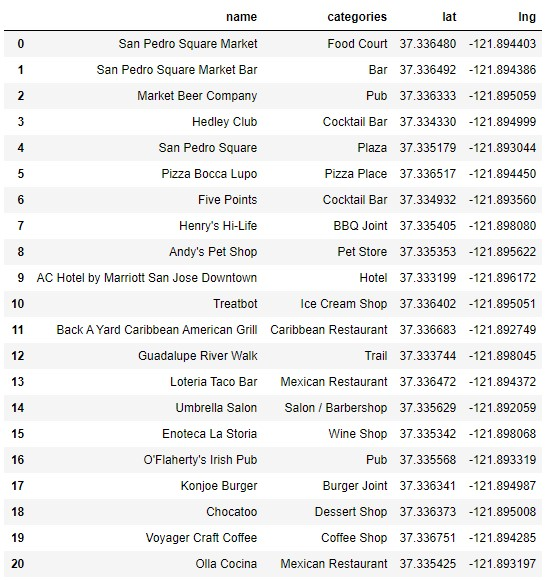 name categories lat lng
0 San Pedro Square Market Food Court 37.336480 -121.894403
1 San Pedro Square Market Bar Bar 37.336492 -121.894386
2 Market Beer Company Pub 37.336333 -121.895059
3 Hedley Club Cocktail Bar 37.334330 -121.894999
4 San Pedro Square Plaza 37.335179 -121.893044
5 Pizza Bocca Lupo Pizza Place 37.336517 -121.894450
6 Five Points Cocktail Bar 37.334932 -121.893560
7 Henry's Hi-Life BBQ Joint 37.335405 -121.898080
8 Andy's Pet Shop Pet Store 37.335353 -121.895622
9 AC Hotel by Marriott San Jose Downtown Hotel 37.333199 -121.896172
10 Treatbot Ice Cream Shop 37.336402 -121.895051
11 Back A Yard Caribbean American Grill Caribbean Restaurant 37.336683 -121.892749
12 Guadalupe River Walk Trail 37.333744 -121.898045
13 Loteria Taco Bar Mexican Restaurant 37.336472 -121.894372
14 Umbrella Salon Salon / Barbershop 37.335629 -121.892059
15 Enoteca La Storia Wine Shop 37.335342 -121.898068
16 O'Flaherty's Irish Pub Pub 37.335568 -121.893319
17 Konjoe Burger Burger Joint 37.336341 -121.894987
18 Chocatoo Dessert Shop 37.336373 -121.895008
19 Voyager Craft Coffee Coffee Shop 37.336751 -121.894285
20 Olla Cocina Mexican Restaurant 37.335425 -121.893197